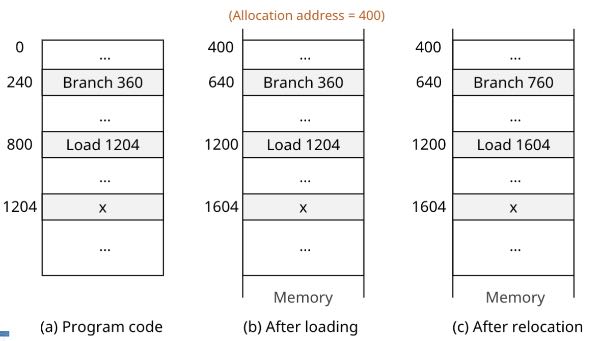 (Allocation address = 400)
0
...
240 Branch 360
...
800 Load 1204
...
1204 x
...
(a) Program code
400
...
640 Branch 360
...
1200 Load 1204
...
1604 x
...
Memory
(b) After loading
400
...
640 Branch 760
...
1200 Load 1604
...
1604 x
...
Memory
(c) After relocation